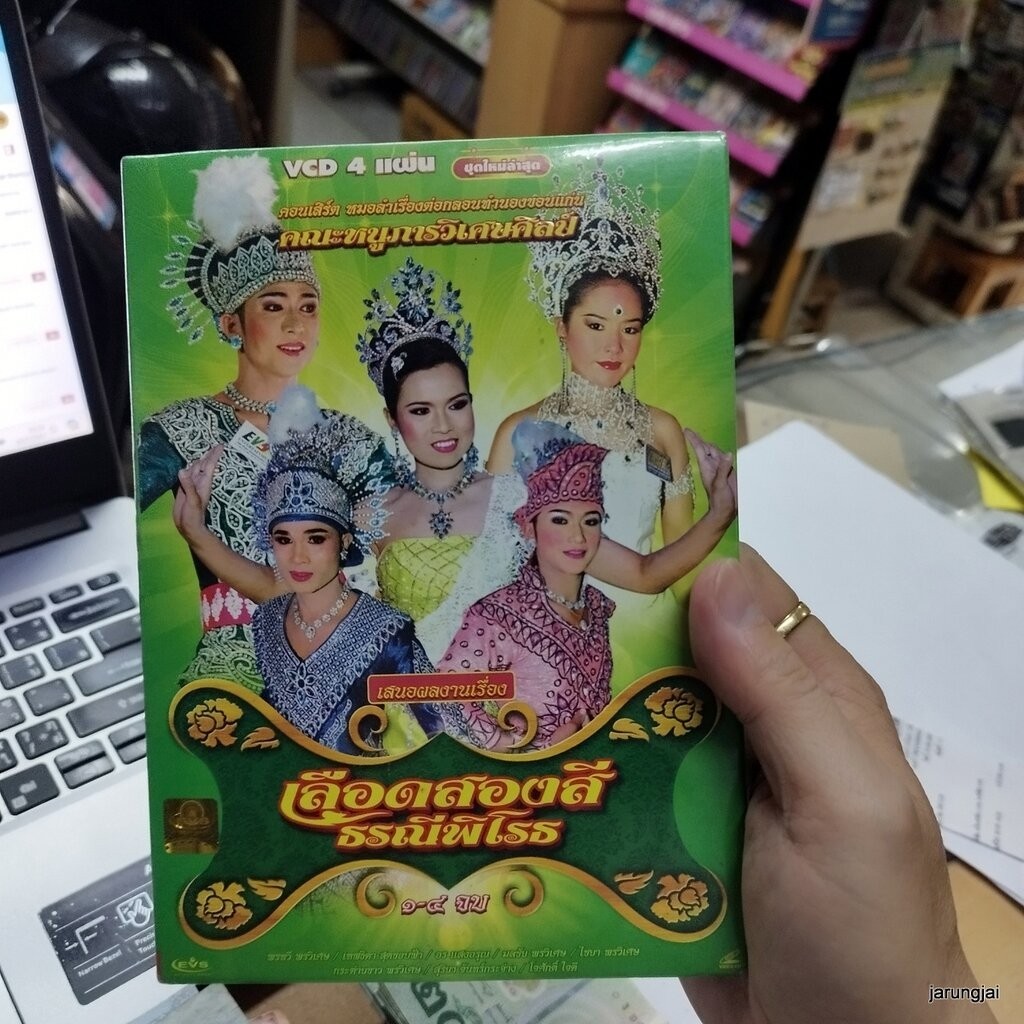 VCD 4 แผ่น
ชุดใหม่ล่าสุด
คอนเสิร์ต หมอลำเรื่องต่อกลอนทำนองขอนแก่น
คณะหนูภารวิเศษศิลป์
เสนอผลงานเรื่อง
เลือดสองสี
ธรณีพิโรธ
๑-๔ จบ
EVS
jarungjai